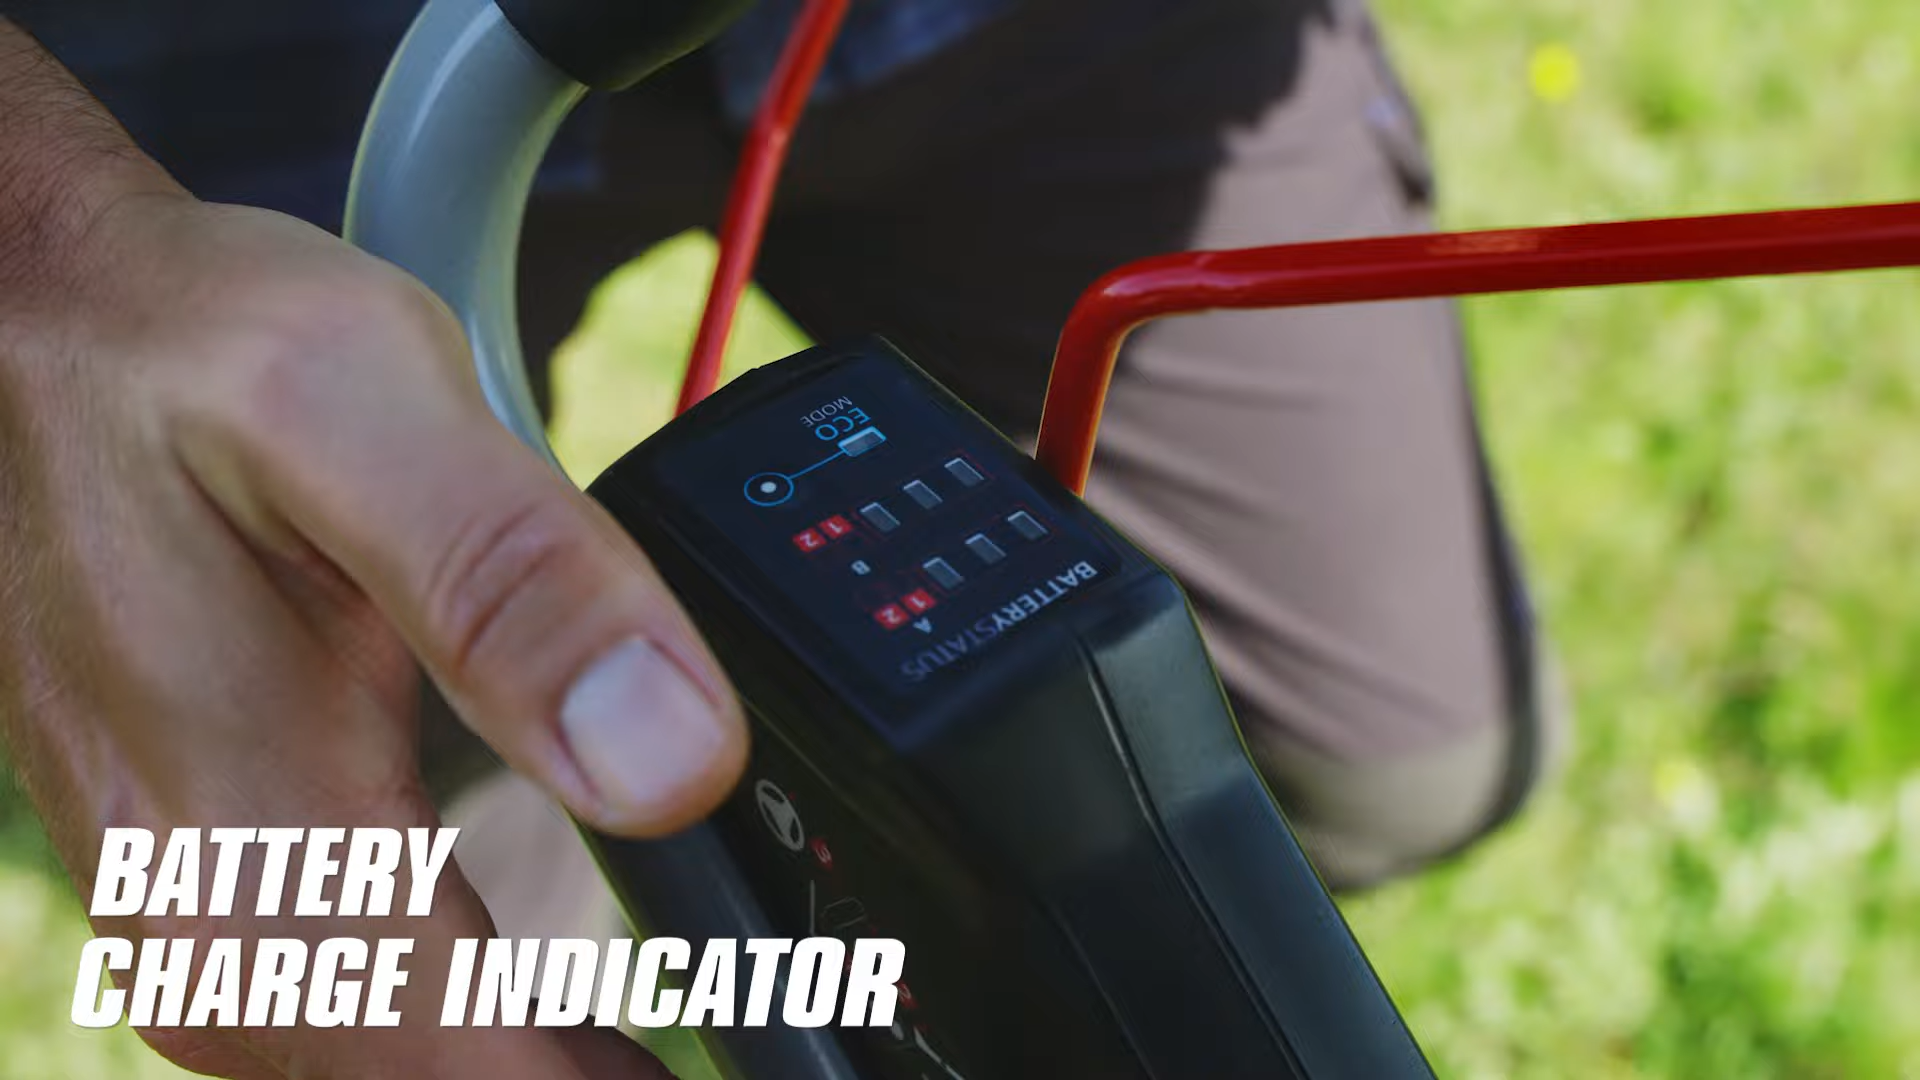 BATTERYSTATUS
A
1 2
B
1 2
ECO
MODE
S
BATTERY
CHARGE INDICATOR